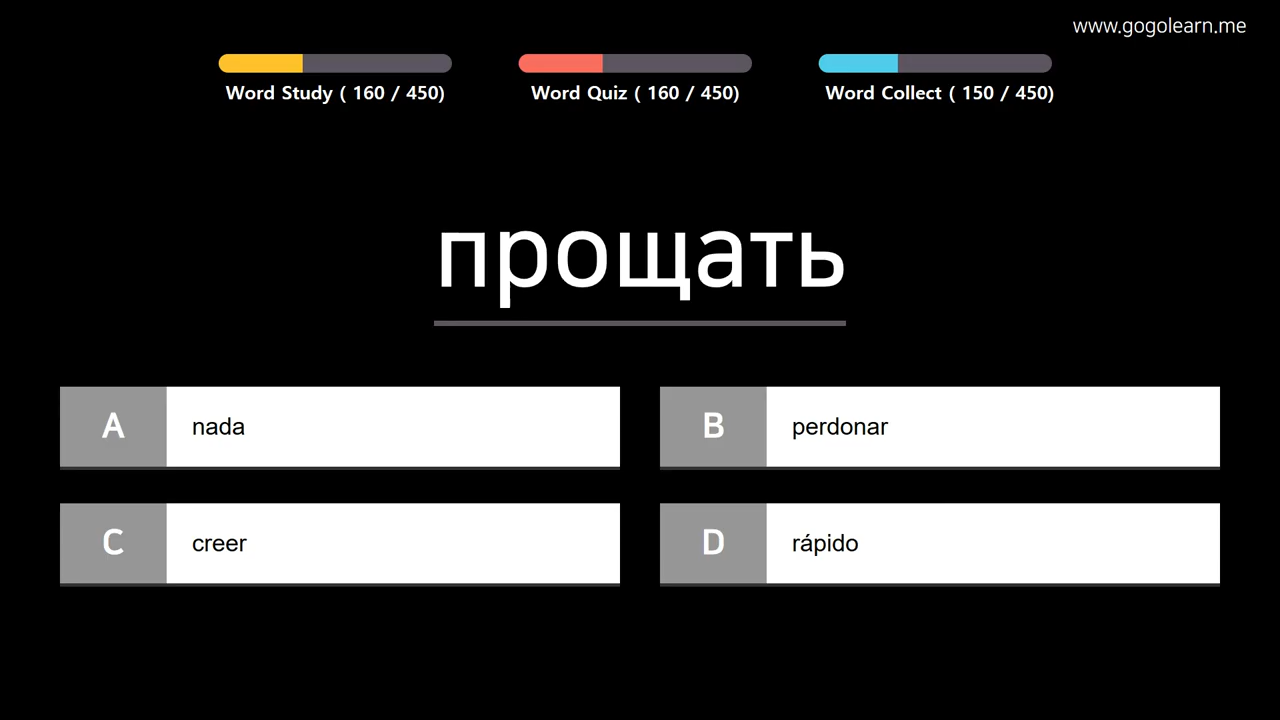 www.gogolearn.me
Word Study ( 160 / 450)
Word Quiz ( 160 / 450)
Word Collect ( 150 / 450)
прощать
A nada
B perdonar
C creer
D rápido